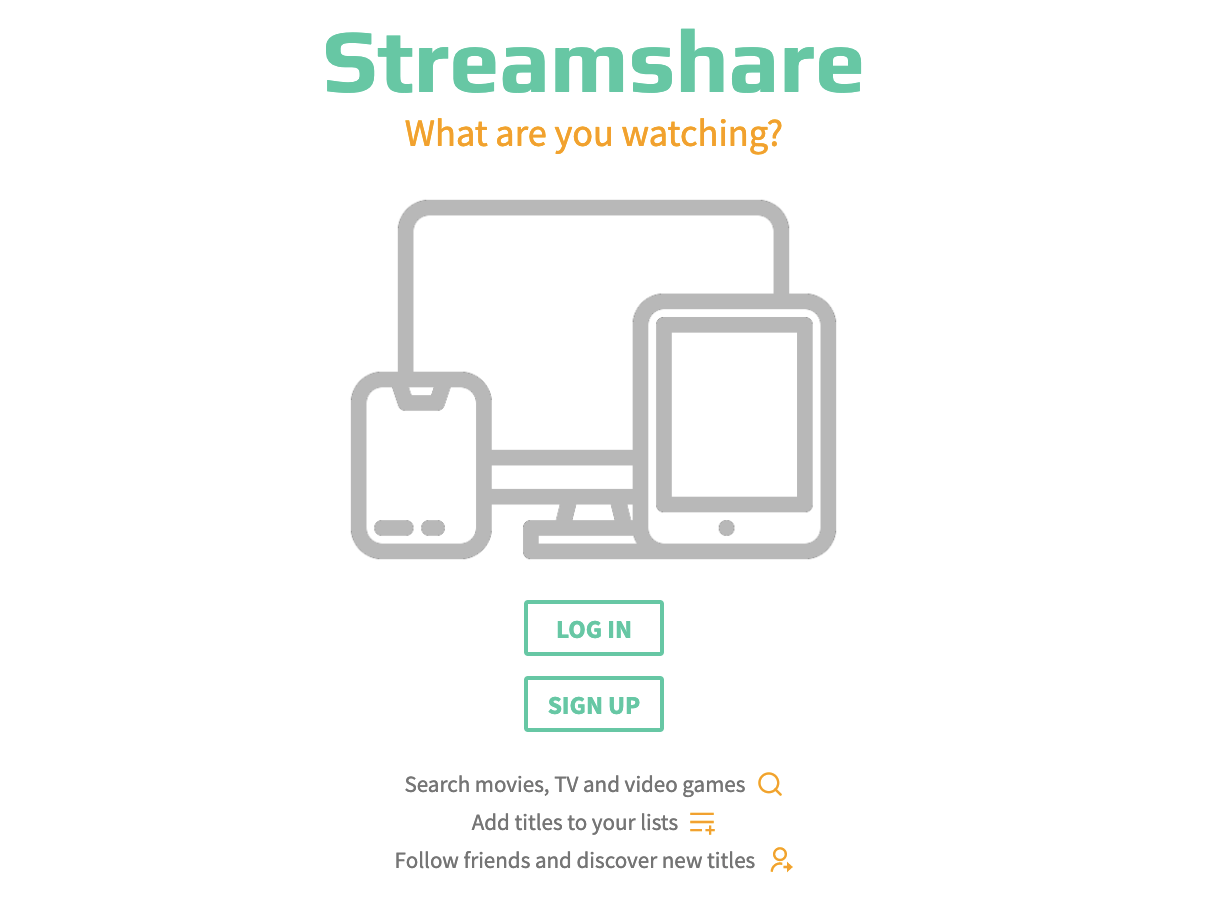 Streamshare
What are you watching?
LOG IN
SIGN UP
Search movies, TV and video games
Add titles to your lists
Follow friends and discover new titles